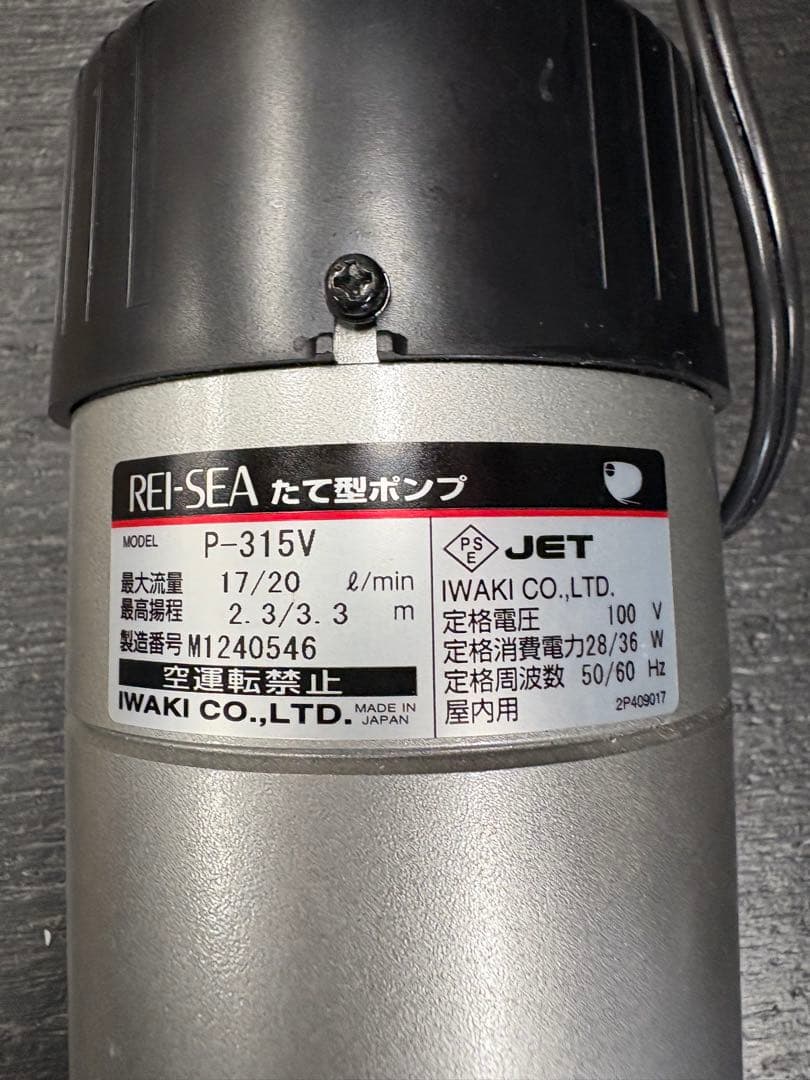 REI-SEA たて型ポンプ
MODEL P-315V
最大流量 17/20 ℓ/min
最高揚程 2.3/3.3 m
製造番号 M1240546
空運転禁止
IWAKI CO.,LTD. MADE IN JAPAN
PSE JET
IWAKI CO.,LTD.
定格電圧 100 V
定格消費電力 28/36 W
定格周波数 50/60 Hz
屋内用 2P409017